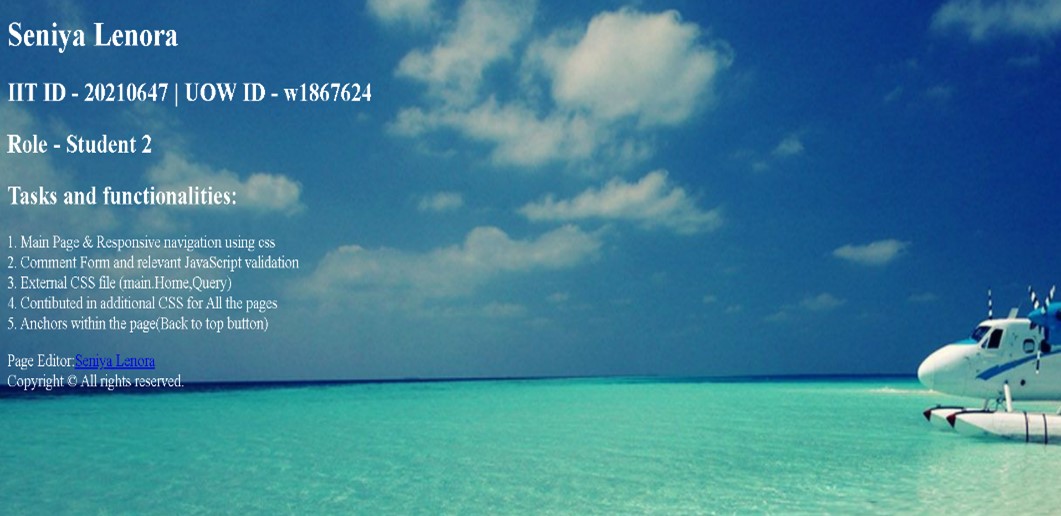 Seniya Lenora
IIT ID - 20210647 | UOW ID - w1867624
Role - Student 2
Tasks and functionalities:
1. Main Page & Responsive navigation using css
2. Comment Form and relevant JavaScript validation
3. External CSS file (main.Home,Query)
4. Contibuted in additional CSS for All the pages
5. Anchors within the page(Back to top button)
Page Editor:Seniya Lenora
Copyright © All rights reserved.